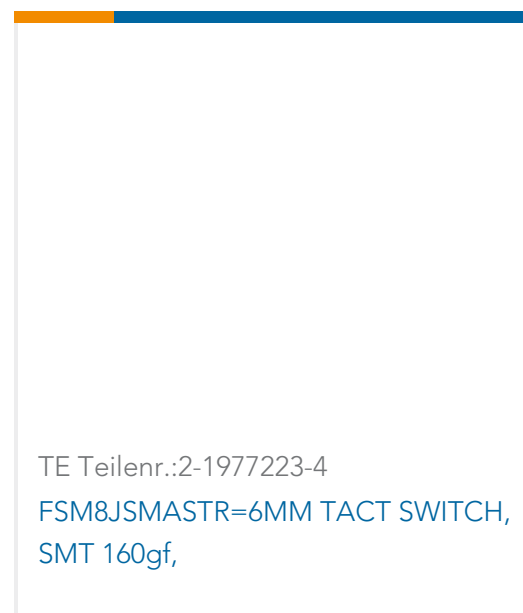 TE Teilenr.:2-1977223-4
FSM8JSMASTR=6MM TACT SWITCH,
SMT 160gf,